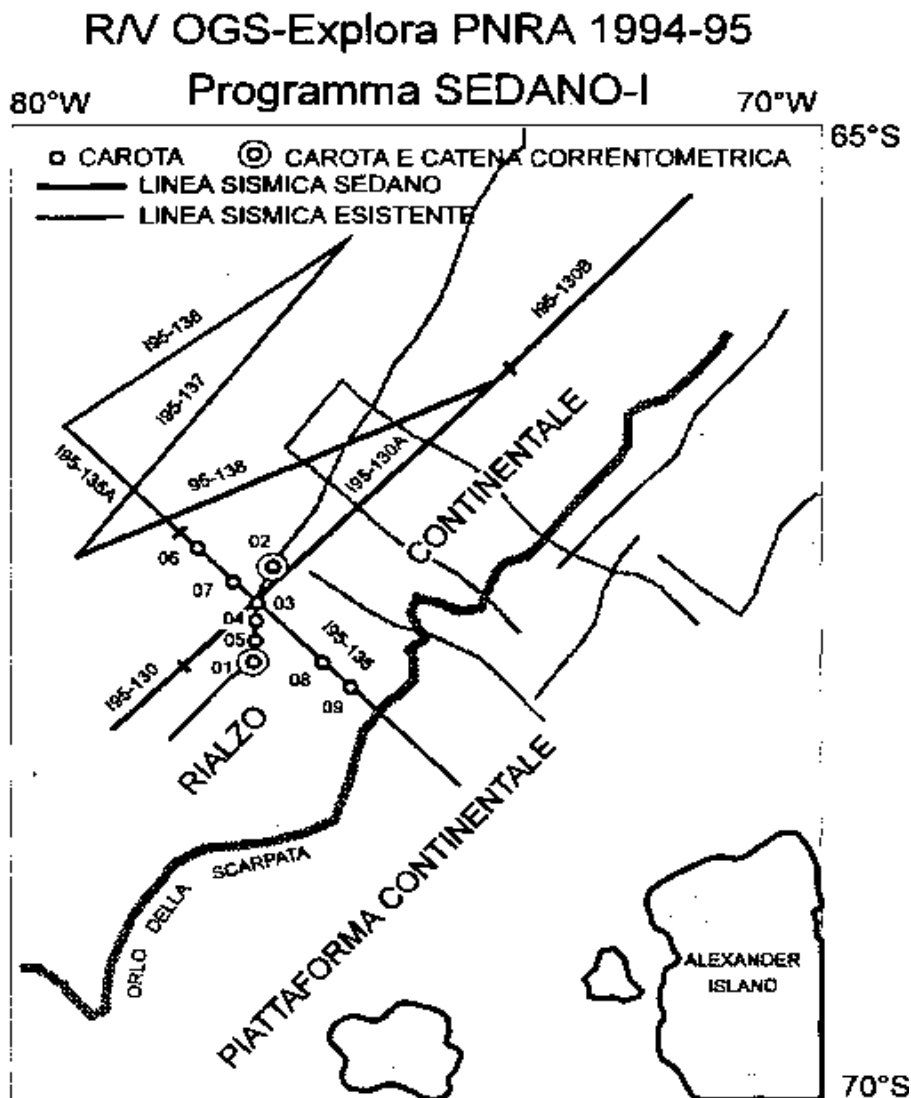 R/V OGS-Explora PNRA 1994-95
Programma SEDANO-I
80°W
70°W
65°S
CAROTA
CAROTA E CATENA CORRENTOMETRICA
LINEA SISMICA SEDANO
LINEA SISMICA ESISTENTE
I95-130B
I95-136
I95-137
I95-135A
95-138
I95-130A
CONTINENTALE
06
02
07
03
04
05
01
I95-135
08
09
I95-130
RIALZO
ORLO DELLA SCARPATA
PIATTAFORMA CONTINENTALE
ALEXANDER
ISLAND
70°S